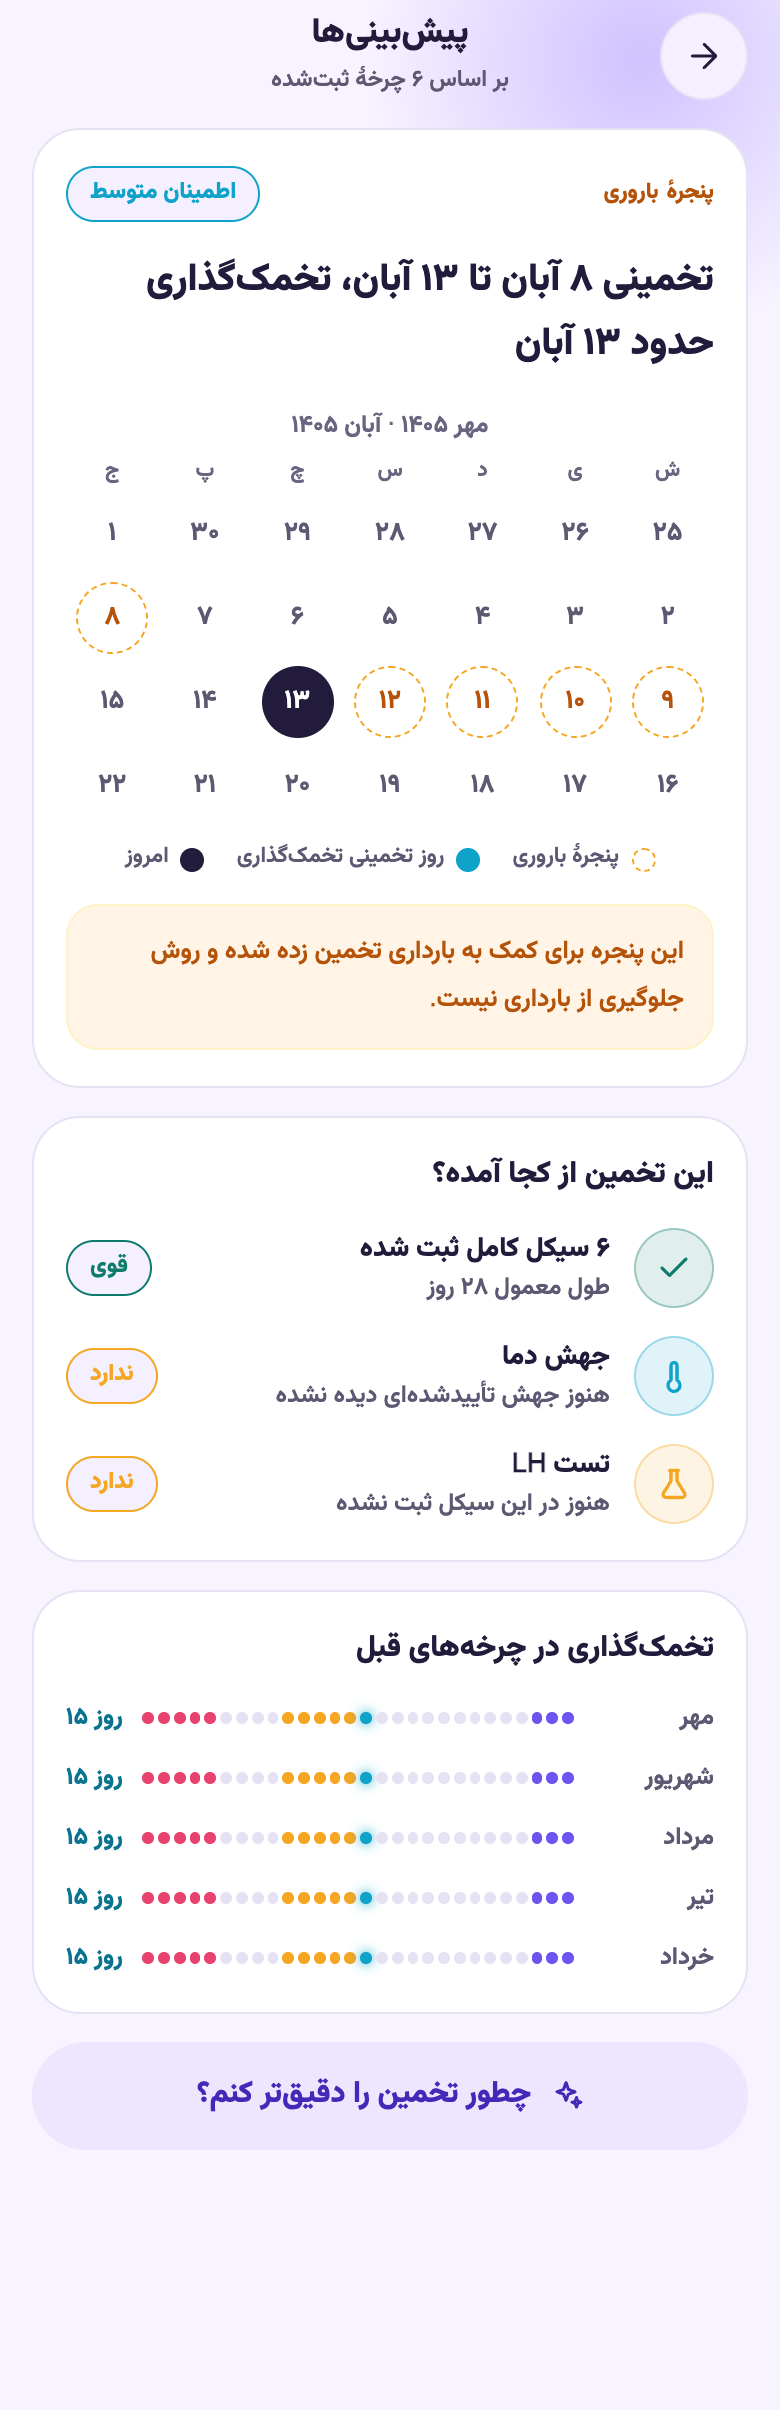 پیش‌بینی‌ها
بر اساس ۶ چرخهٔ ثبت‌شده
پنجرهٔ باروری
اطمینان متوسط
تخمینی ۸ آبان تا ۱۳ آبان، تخمک‌گذاری
حدود ۱۳ آبان
مهر ۱۴۰۵ · آبان ۱۴۰۵
ش ی د س چ پ ج
۲۵ ۲۶ ۲۷ ۲۸ ۲۹ ۳۰ ۱
۲ ۳ ۴ ۵ ۶ ۷ ۸
۹ ۱۰ ۱۱ ۱۲ ۱۳ ۱۴ ۱۵
۱۶ ۱۷ ۱۸ ۱۹ ۲۰ ۲۱ ۲۲
پنجرهٔ باروری روز تخمینی تخمک‌گذاری امروز
این پنجره برای کمک به بارداری تخمین زده شده و روش
جلوگیری از بارداری نیست.
این تخمین از کجا آمده؟
۶ سیکل کامل ثبت شده
قوی
طول معمول ۲۸ روز
جهش دما
ندارد
هنوز جهش تأییدشده‌ای دیده نشده
تست LH
ندارد
هنوز در این سیکل ثبت نشده
تخمک‌گذاری در چرخه‌های قبل
مهر روز ۱۵
شهریور روز ۱۵
مرداد روز ۱۵
تیر روز ۱۵
خرداد روز ۱۵
چطور تخمین را دقیق‌تر کنم؟